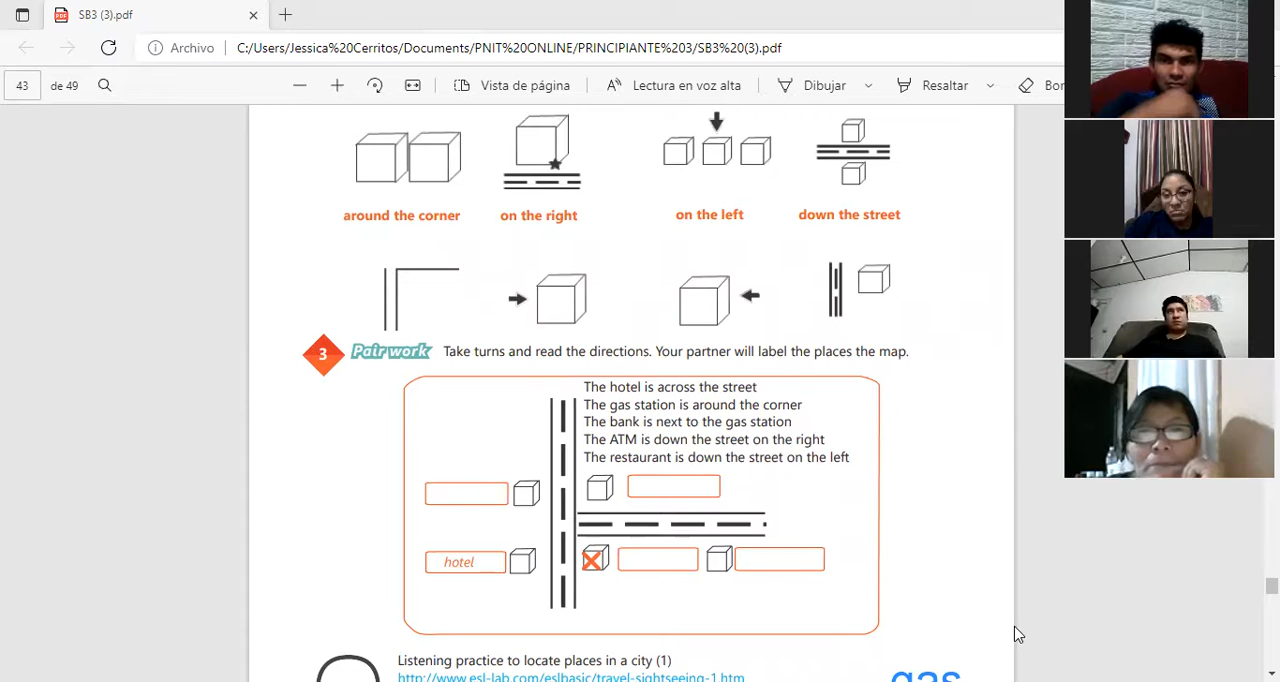 SB3 (3).pdf
Archivo
C:/Users/Jessica%20Cerritos/Documents/PNIT%20ONLINE/PRINCIPIANTE%203/SB3%20(3).pdf
43
de 49
Vista de página
Lectura en voz alta
Dibujar
Resaltar
Bor
around the corner
on the right
on the left
down the street
3
Pair work
Take turns and read the directions. Your partner will label the places the map.
The hotel is across the street
The gas station is around the corner
The bank is next to the gas station
The ATM is down the street on the right
The restaurant is down the street on the left
hotel
Listening practice to locate places in a city (1)
http://www.esl-lab.com/eslbasic/travel-sightseeing-1.htm
gas